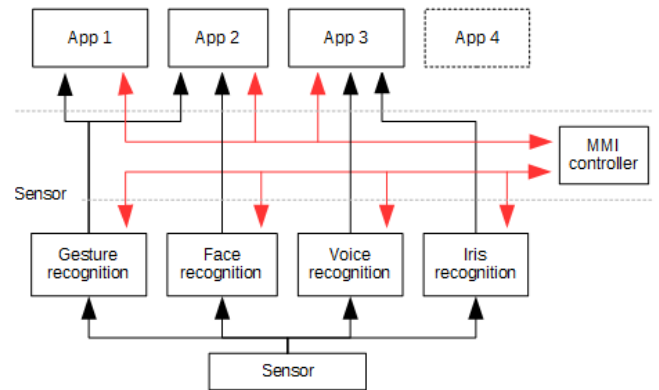 App 1
App 2
App 3
App 4
MMI
controller
Sensor
Gesture
recognition
Face
recognition
Voice
recognition
Iris
recognition
Sensor